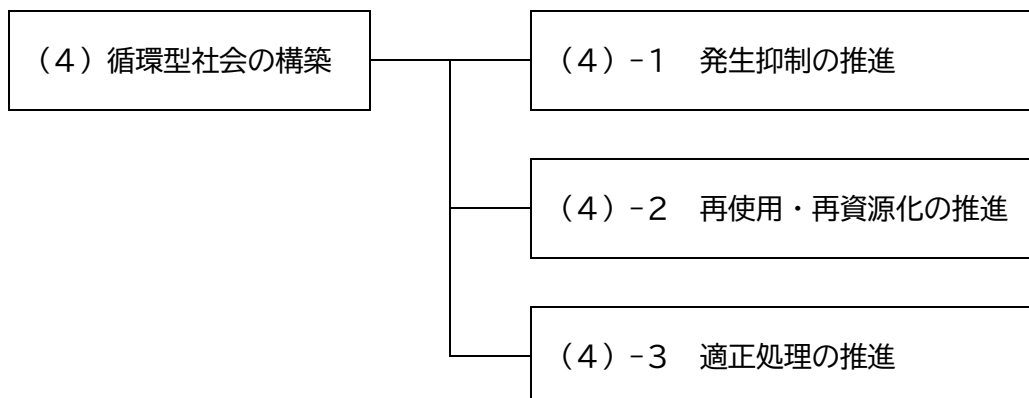 （４）循環型社会の構築
（４）-１　発生抑制の推進
（４）-２　再使用・再資源化の推進
（４）-３　適正処理の推進